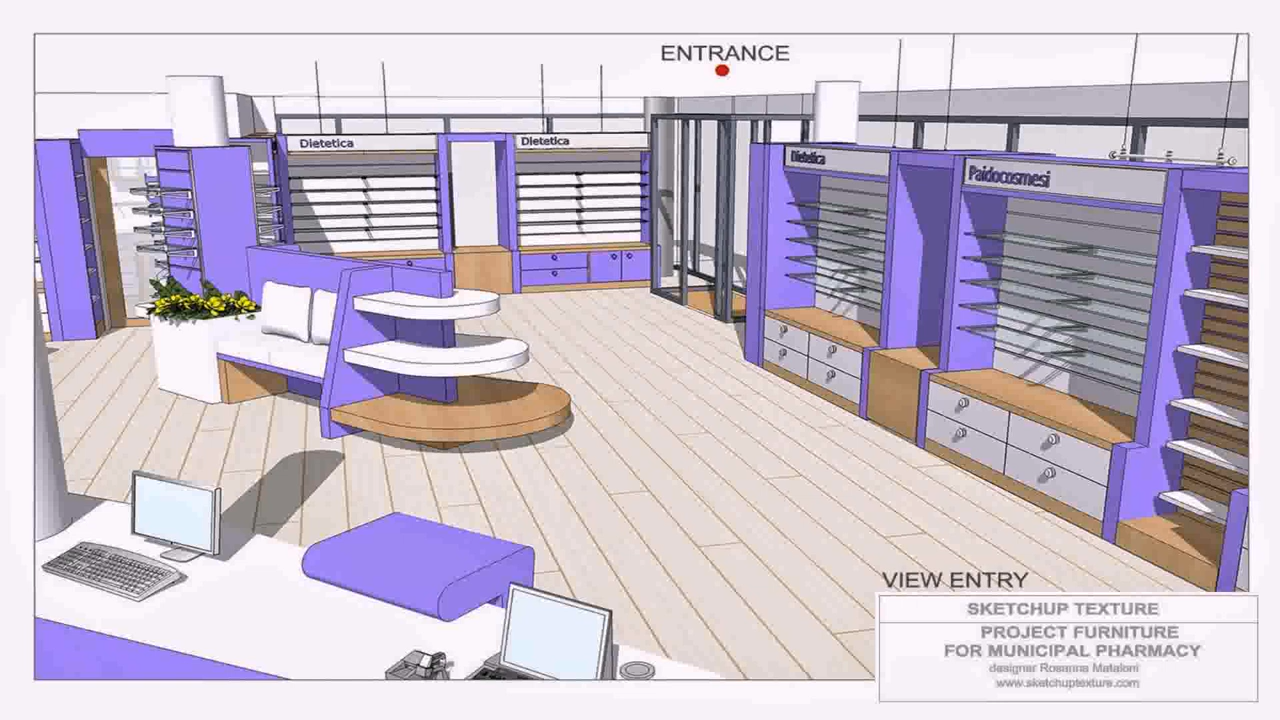 ENTRANCE
Dietetica
Dietetica
Dietetica
Paidocosmesi
VIEW ENTRY
SKETCHUP TEXTURE
PROJECT FURNITURE
FOR MUNICIPAL PHARMACY
designer Rosanna Mataloni
www.sketchuptexture.com